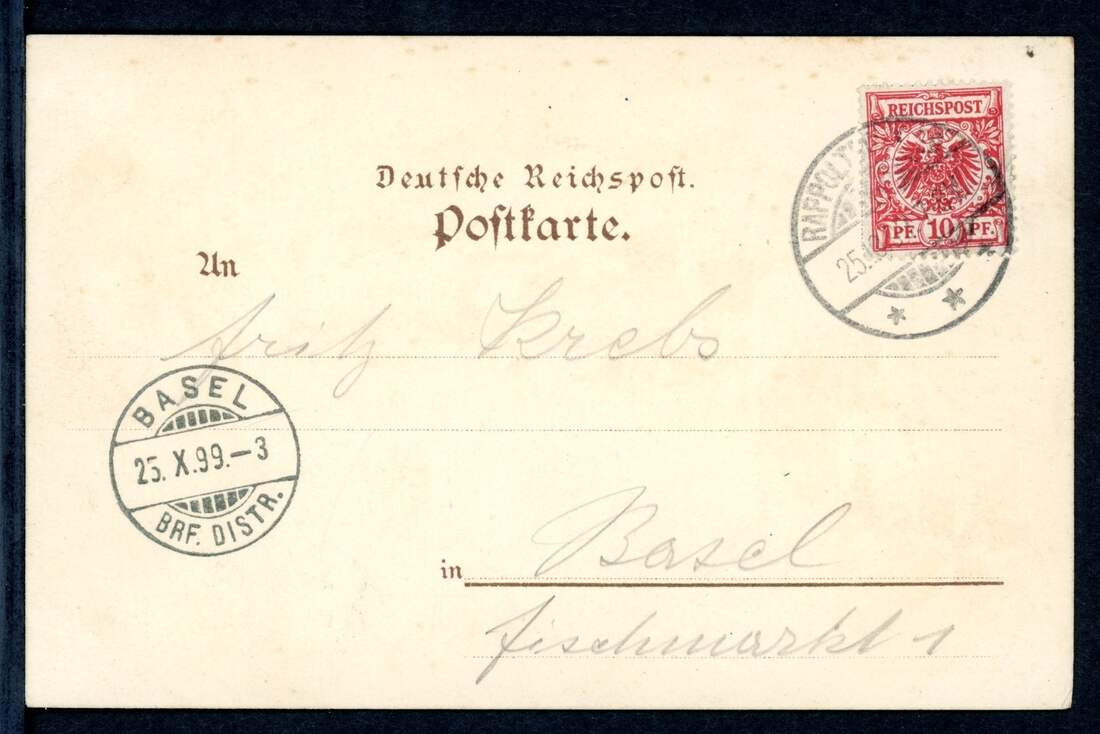 REICHSPOST
PF. 10 PF.
Deutsche Reichspost.
Postkarte.
An
Fritz Krebs
BASEL
25. X. 99.-3
BRF. DISTR.
in Basel
Fischmarkt 1